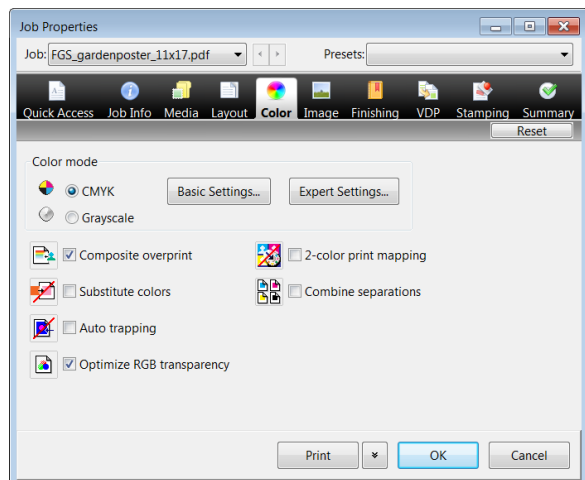 Job Properties
Job: FGS_gardenposter_11x17.pdf Presets:
Quick Access Job Info Media Layout Color Image Finishing VDP Stamping Summary
Reset
Color mode
CMYK Basic Settings... Expert Settings...
Grayscale
Composite overprint 2-color print mapping
Substitute colors Combine separations
Auto trapping
Optimize RGB transparency
Print OK Cancel